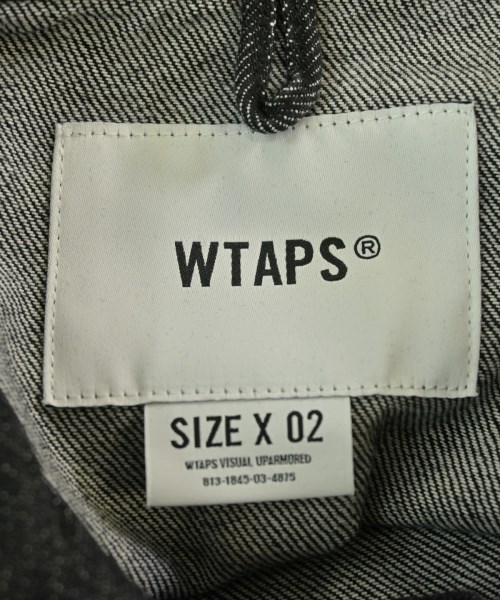 WTAPS®
SIZE X 02
WTAPS VISUAL UPARMORED
813-1845-03-4875